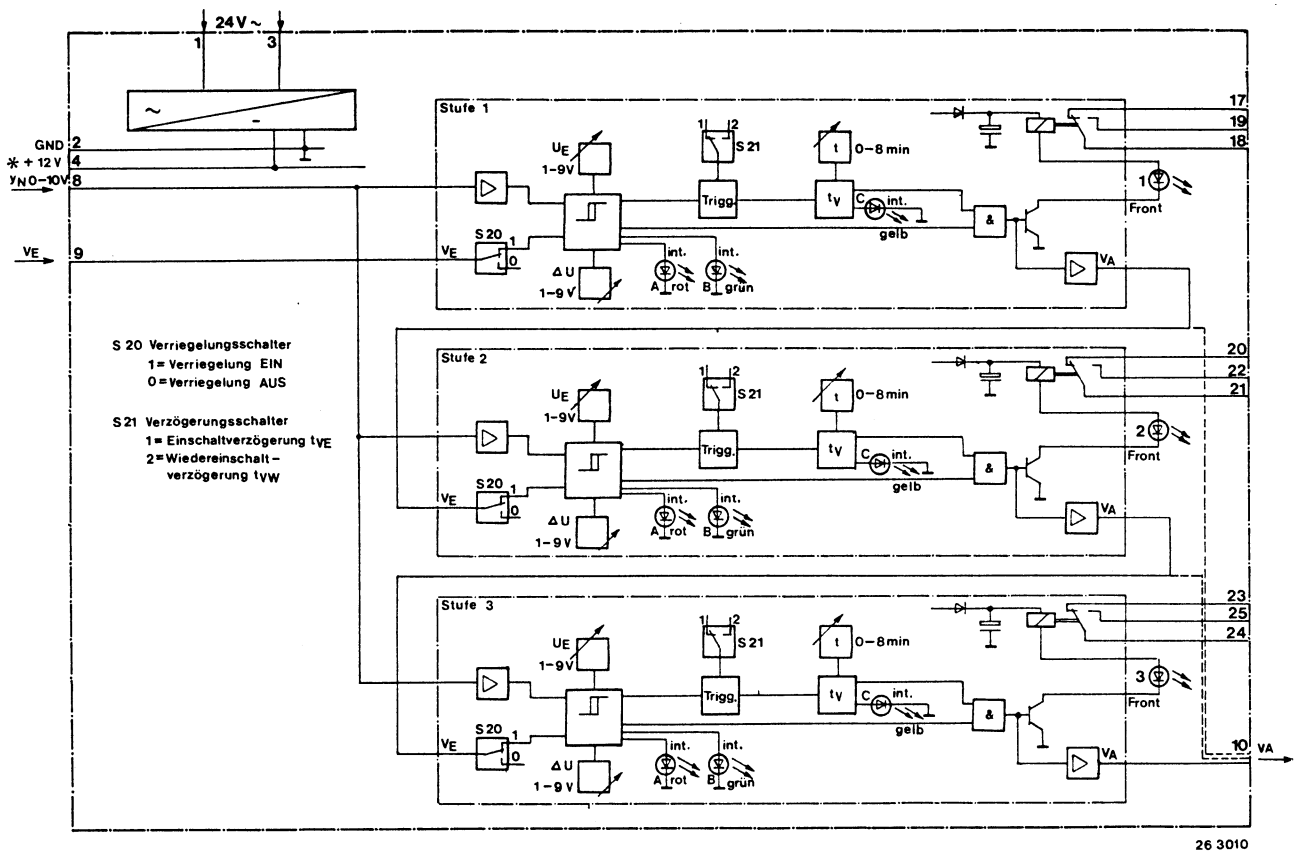 24V~
1 3
~
-
GND 2
* + 12 V 4
yN 0-10V 8
VE 9
S 20 Verriegelungsschalter
1 = Verriegelung EIN
0 = Verriegelung AUS
S 21 Verzögerungsschalter
1 = Einschaltverzögerung tVE
2 = Wiedereinschalt-
verzögerung tVW
Stufe 1
UE
1-9V
1 2
S 21
t
0-8 min
Trigg.
tV
C
int.
gelb
&
VE
S 20
1
0
ΔU
1-9V
int.
A rot
int.
B grün
VA
1
Front
17
19
18
Stufe 2
UE
1-9V
1 2
S 21
t
0-8 min
Trigg.
tV
C
int.
gelb
&
VE
S20
1
0
ΔU
1-9V
int.
A rot
int.
B grün
VA
2
Front
20
22
21
Stufe 3
UE
1-9V
1 2
S 21
t
0-8 min
Trigg.
tV
C
int.
gelb
&
VE
S20
1
0
ΔU
1-9V
int.
A rot
int.
B grün
VA
3
Front
23
25
24
10 VA
26 3010